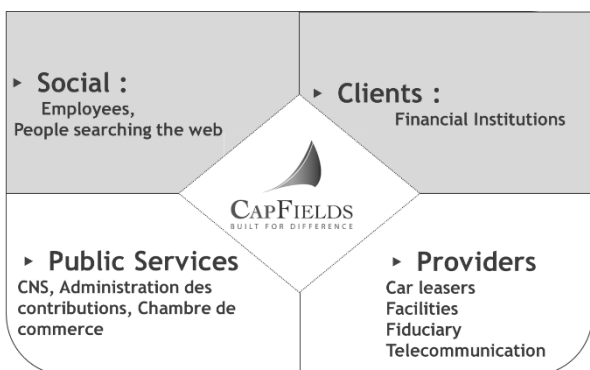 ▸ Social :
Employees,
People searching the web
▸ Clients :
Financial Institutions
CAPFIELDS
BUILT FOR DIFFERENCE
▸ Public Services
CNS, Administration des
contributions, Chambre de
commerce
▸ Providers
Car leasers
Facilities
Fiduciary
Telecommunication